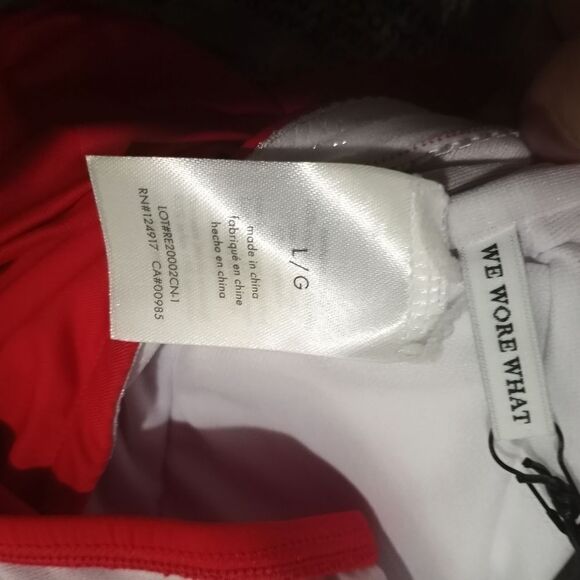 L/G
made in china
fabriqué en chine
hecho en china
LOT#RE20002CN-1
RN#124917 CA#00985
WE WORE WHAT